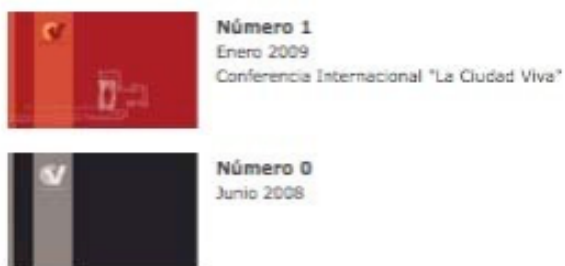 Número 1
Enero 2009
Conferencia Internacional "La Ciudad Viva"
Número 0
Junio 2008